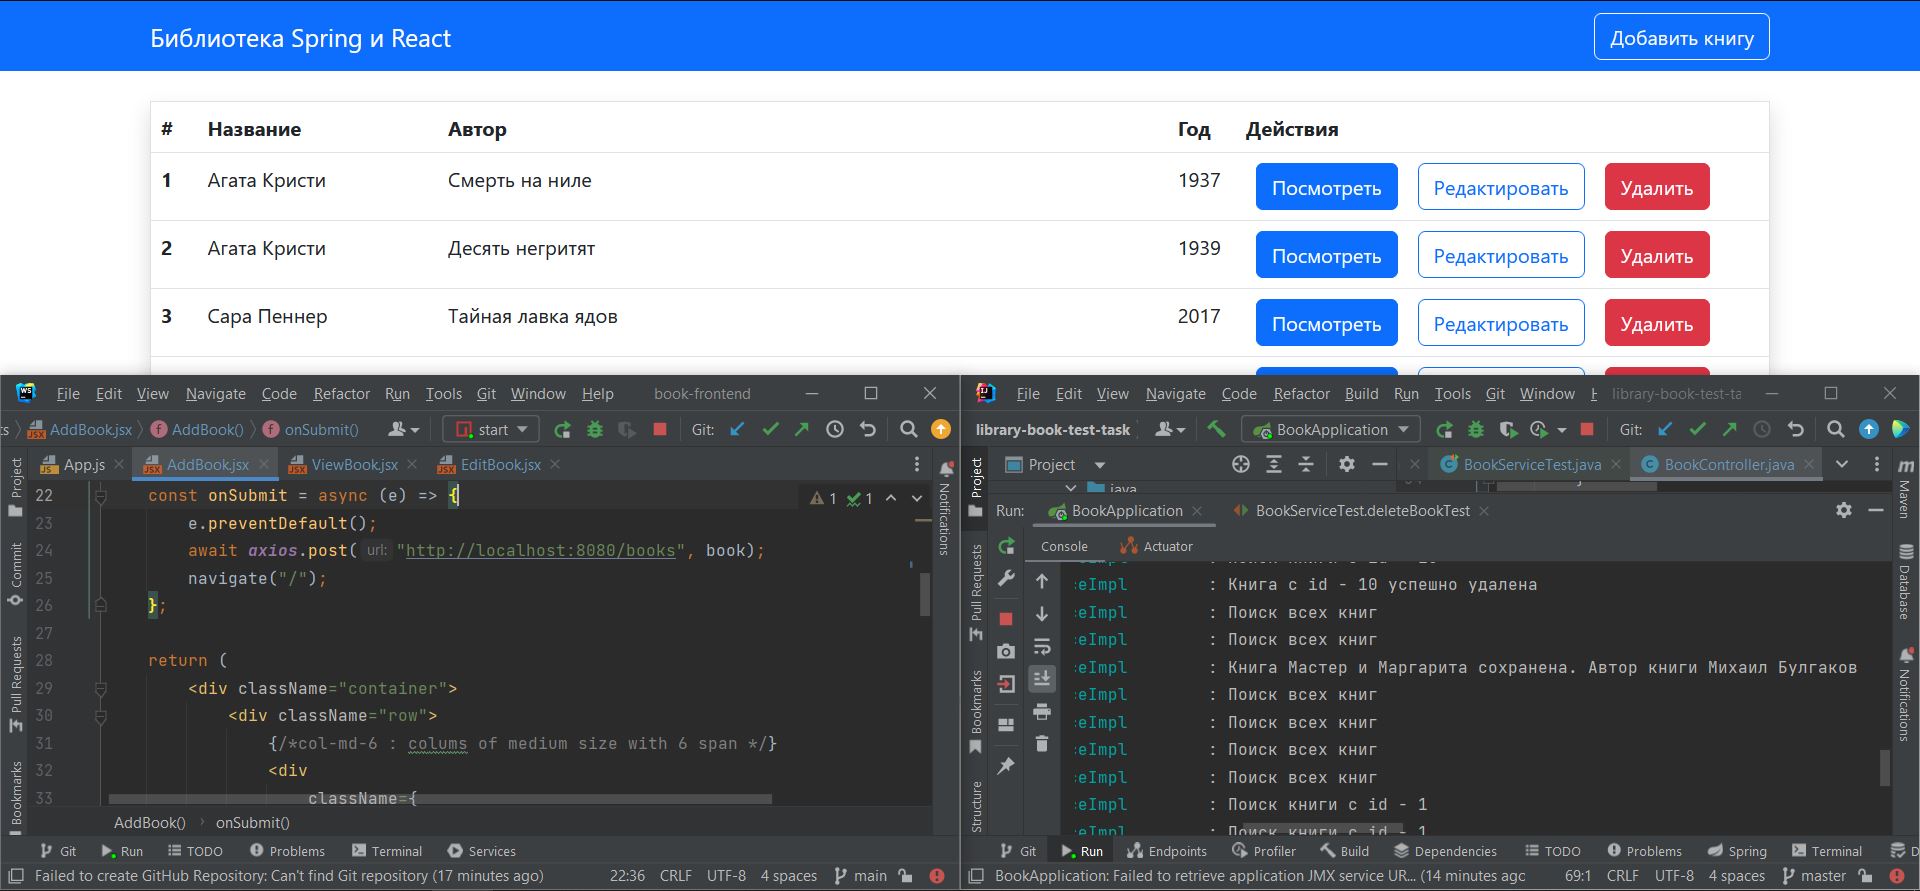 Библиотека Spring и React Добавить книгу
# Название Автор Год Действия
1 Агата Кристи Смерть на ниле 1937 Посмотреть Редактировать Удалить
2 Агата Кристи Десять негритят 1939 Посмотреть Редактировать Удалить
3 Сара Пеннер Тайная лавка ядов 2017 Посмотреть Редактировать Удалить
WS File Edit View Navigate Code Refactor Run Tools Git Window Help book-frontend
AddBook.jsx AddBook() onSubmit() start Git:
App.js AddBook.jsx ViewBook.jsx EditBook.jsx
22 const onSubmit = async (e) => { 1 1
23 e.preventDefault();
24 await axios.post( url: "http://localhost:8080/books", book);
25 navigate("/");
26 };
27
28 return (
29 <div className="container">
30 <div className="row">
31 {/*col-md-6 : colums of medium size with 6 span */}
32 <div
33 className={
AddBook() onSubmit()
Project
Commit
Pull Requests
Bookmarks
Notifications
Git Run TODO Problems Terminal Services
Failed to create GitHub Repository: Can't find Git repository (17 minutes ago) 22:36 CRLF UTF-8 4 spaces main
IJ File Edit View Navigate Code Refactor Build Run Tools Git Window library-book-test-ta
library-book-test-task BookApplication Git:
Project BookServiceTest.java BookController.java
java
Run: BookApplication BookServiceTest.deleteBookTest
Console Actuator
:eImpl : Книга с id - 10 успешно удалена
:eImpl : Поиск всех книг
:eImpl : Поиск всех книг
:eImpl : Книга Мастер и Маргарита сохранена. Автор книги Михаил Булгаков
:eImpl : Поиск всех книг
:eImpl : Поиск всех книг
:eImpl : Поиск всех книг
:eImpl : Поиск всех книг
:eImpl : Поиск книги с id - 1
:eImpl : Поиск книги с id - 1
Project
Pull Requests
Bookmarks
Structure
Maven
Database
Notifications
Git Run Endpoints Profiler Build Dependencies TODO Problems Spring Terminal
BookApplication: Failed to retrieve application JMX service UR... (14 minutes agc 69:1 CRLF UTF-8 4 spaces master